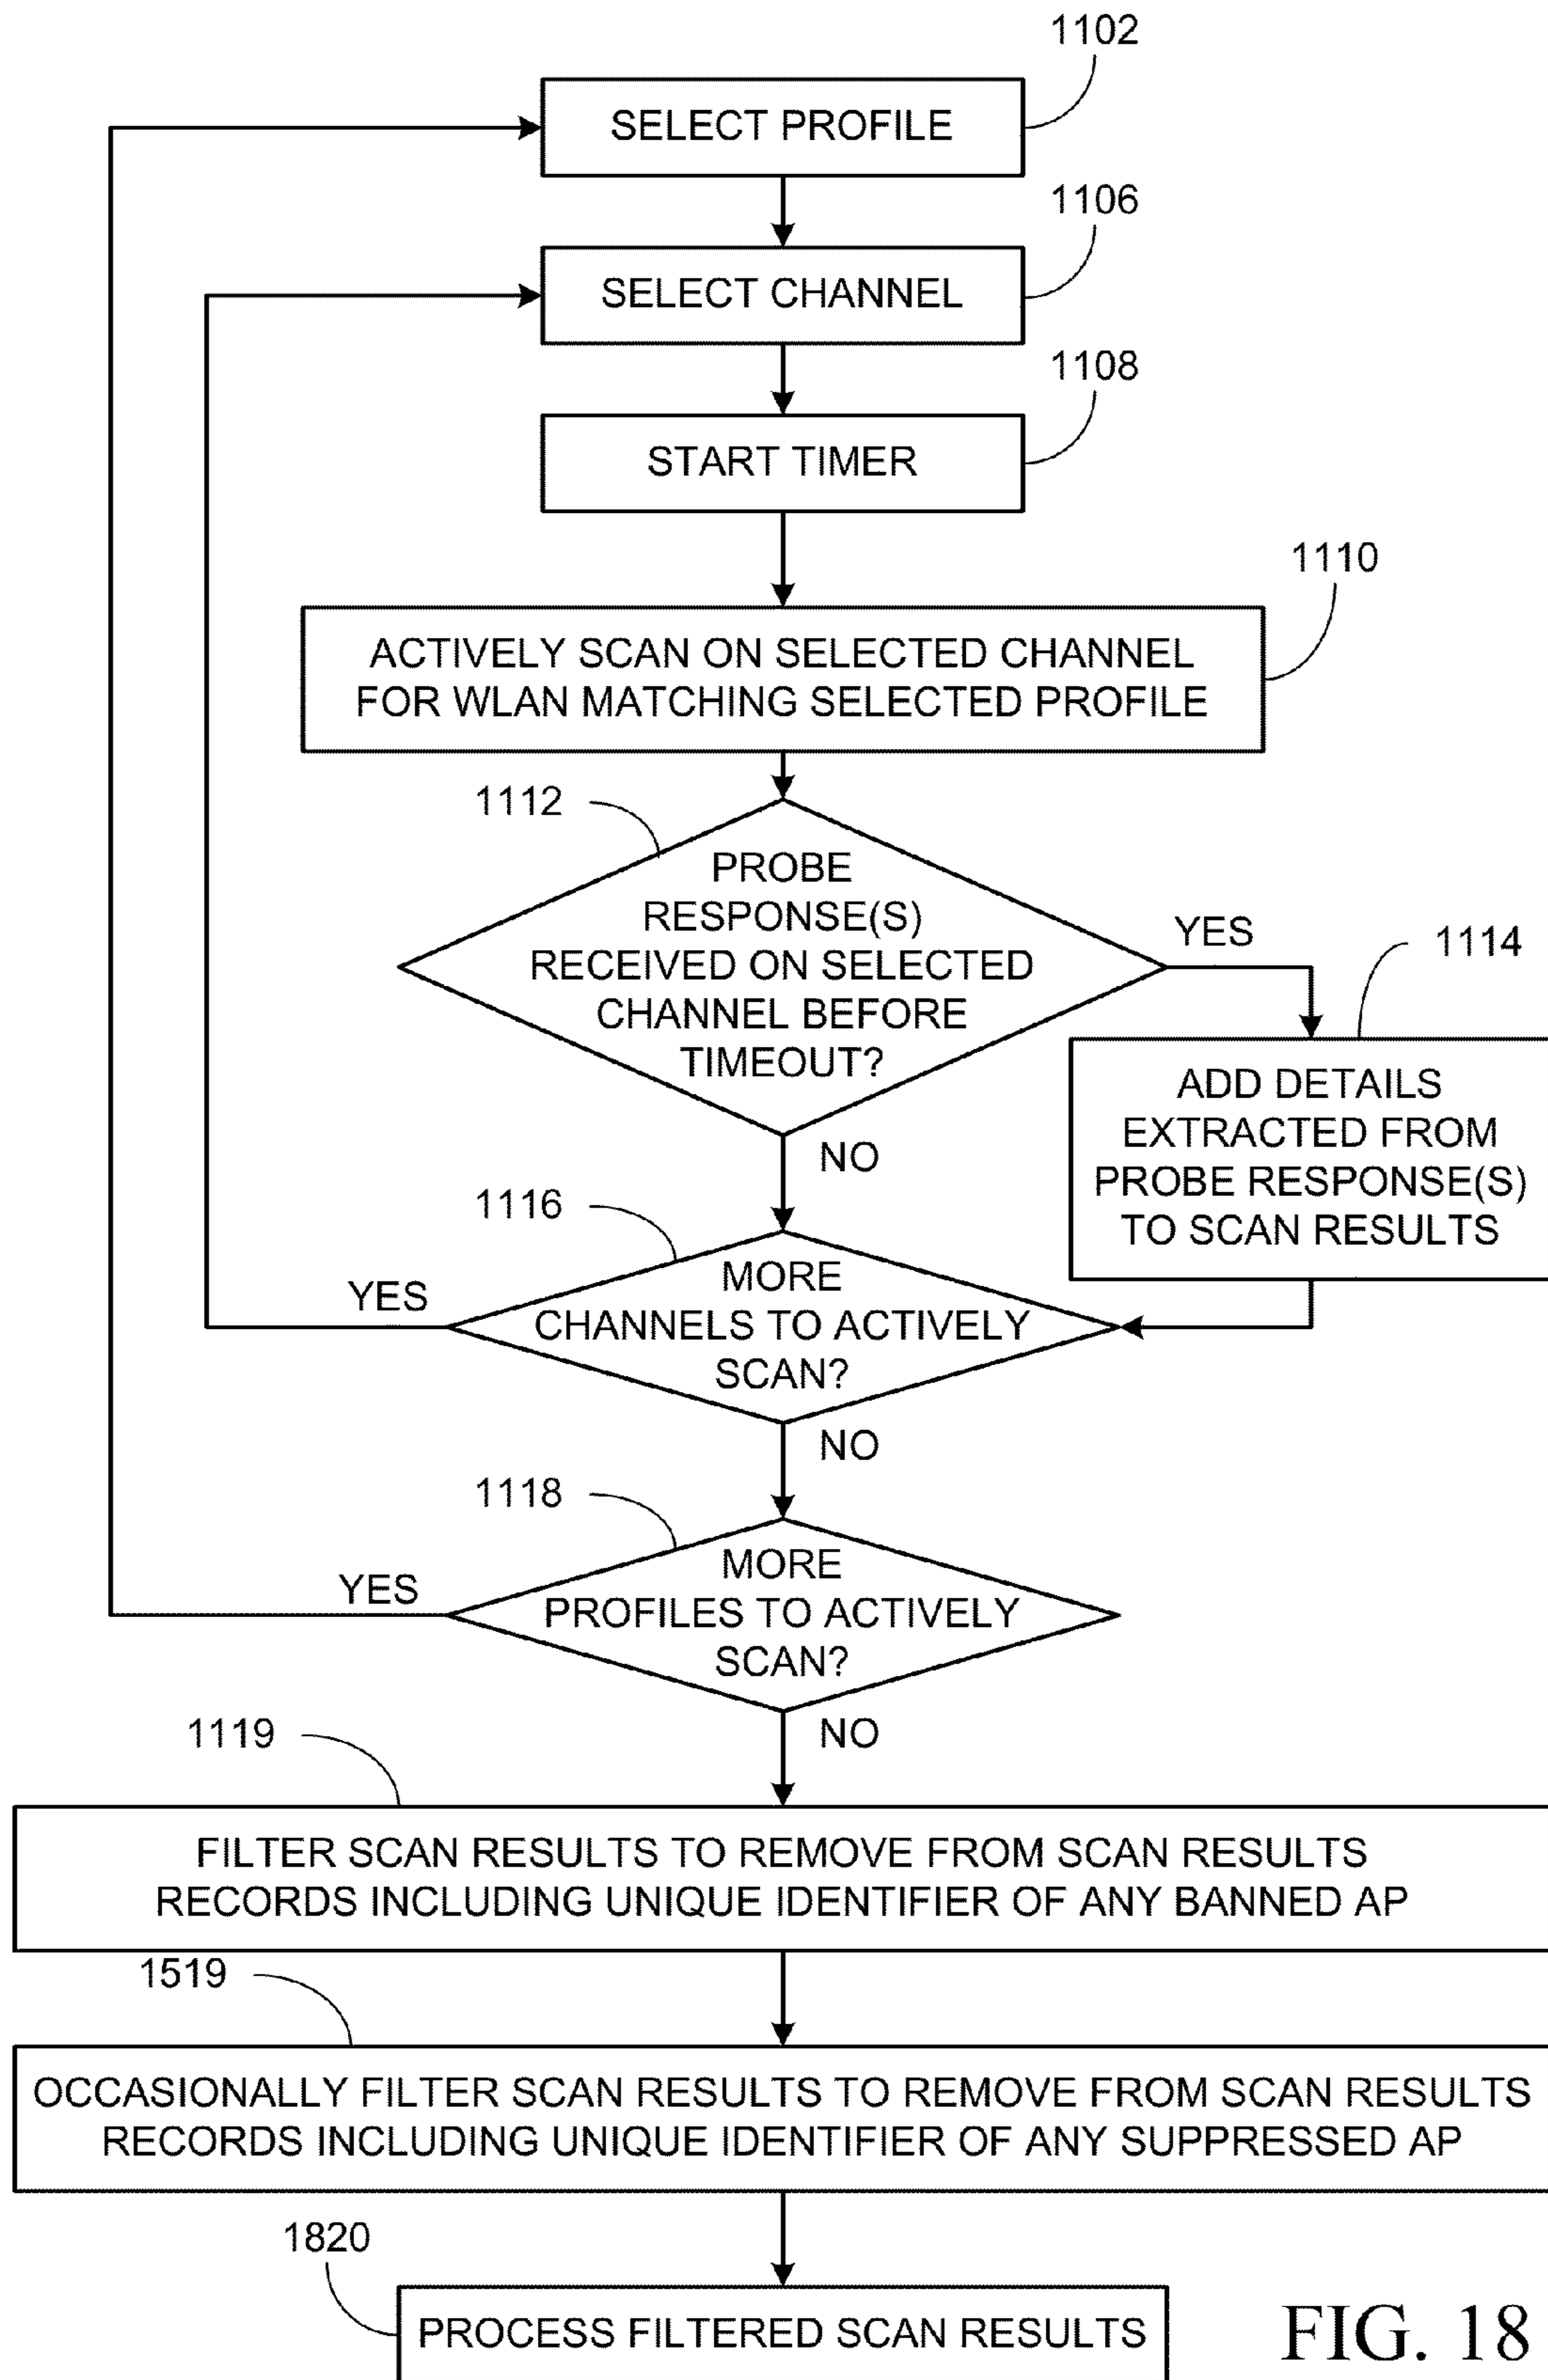 1102
SELECT PROFILE
1106
SELECT CHANNEL
1108
START TIMER
1110
ACTIVELY SCAN ON SELECTED CHANNEL
FOR WLAN MATCHING SELECTED PROFILE
1112
PROBE
RESPONSE(S)
RECEIVED ON SELECTED
CHANNEL BEFORE
TIMEOUT?
YES
1114
ADD DETAILS
EXTRACTED FROM
PROBE RESPONSE(S)
TO SCAN RESULTS
NO
1116
MORE
CHANNELS TO ACTIVELY
SCAN?
YES
NO
1118
MORE
PROFILES TO ACTIVELY
SCAN?
YES
NO
1119
FILTER SCAN RESULTS TO REMOVE FROM SCAN RESULTS
RECORDS INCLUDING UNIQUE IDENTIFIER OF ANY BANNED AP
1519
OCCASIONALLY FILTER SCAN RESULTS TO REMOVE FROM SCAN RESULTS
RECORDS INCLUDING UNIQUE IDENTIFIER OF ANY SUPPRESSED AP
1820
PROCESS FILTERED SCAN RESULTS
FIG. 18